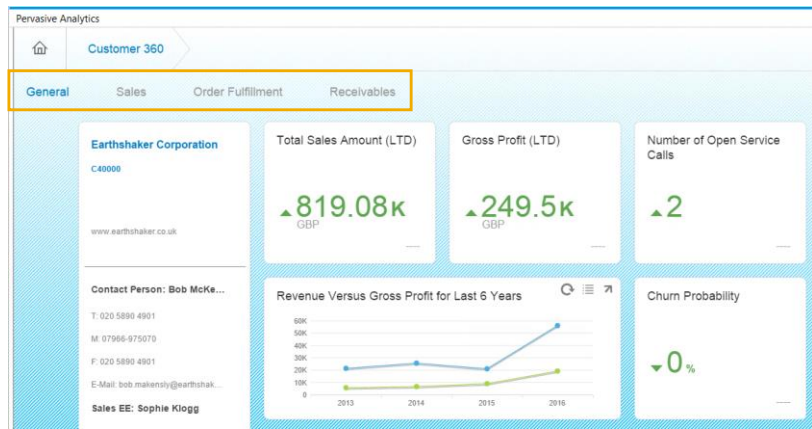 Pervasive Analytics
Customer 360
General Sales Order Fulfillment Receivables
Earthshaker Corporation
C40000
www.earthshaker.co.uk
Contact Person: Bob McKe...
T: 020 5890 4901
M: 07966-975070
F: 020 5890 4901
E-Mail: bob.makensly@earthshak...
Sales EE: Sophie Klogg
Total Sales Amount (LTD)
819.08K
GBP
Gross Profit (LTD)
249.5K
GBP
Number of Open Service
Calls
2
Revenue Versus Gross Profit for Last 6 Years
60K
50K
40K
30K
20K
10K
0
2013 2014 2015 2016
Churn Probability
0%